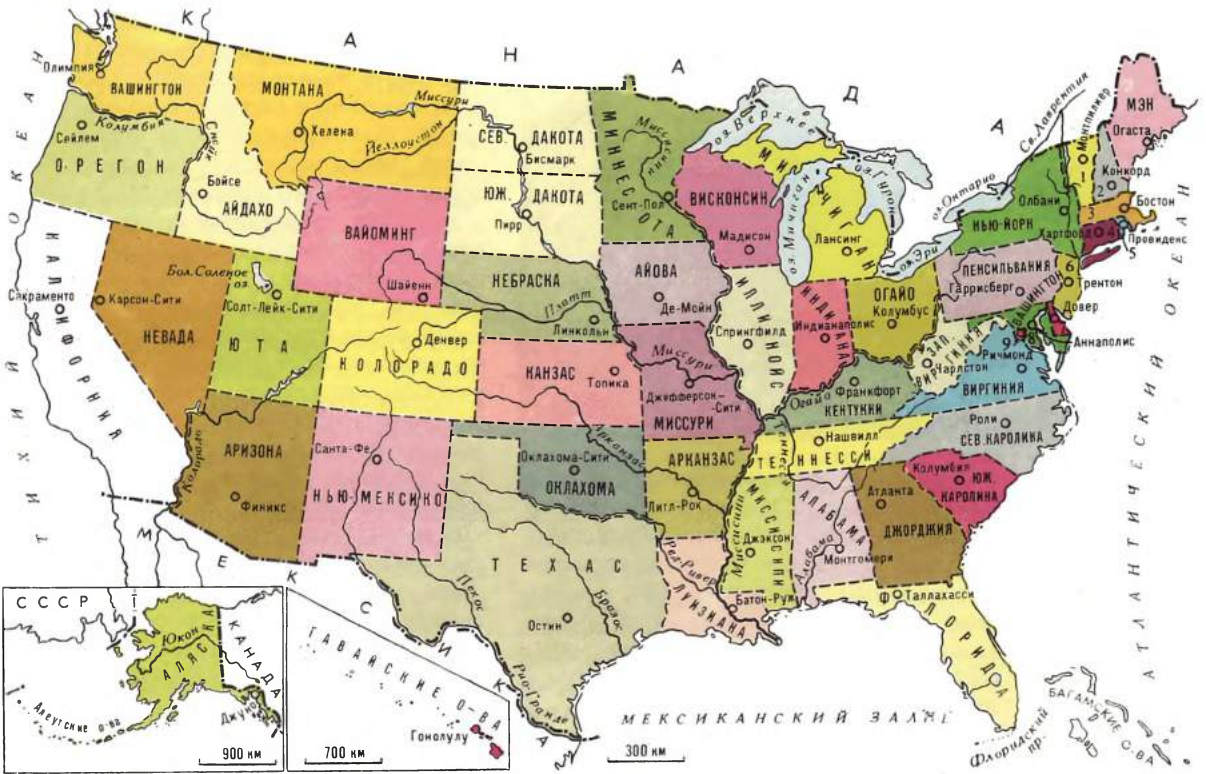 КАНАДА
ТИХИЙ ОКЕАН
АТЛАНТИЧЕСКИЙ ОКЕАН
МЕКСИКА
МЕКСИКАНСКИЙ ЗАЛИВ
Олимпия
ВАШИНГТОН
Колумбия
Сейлем
ОРЕГОН
Снейк
Бойсе
АЙДАХО
МОНТАНА
Хелена
Миссури
Йеллоустон
СЕВ. ДАКОТА
Бисмарк
ЮЖ. ДАКОТА
Пирр
МИННЕСОТА
Миссисипи
Сент-Пол
оз. Верхнее
МИЧИГАН
оз. Мичиган
оз. Гурон
Лансинг
ВИСКОНСИН
Мадисон
оз. Онтарио
оз. Эри
Св. Лаврентия
Монпильер
МЭН
Огаста
1
2
Конкорд
3
Бостон
Олбани
НЬЮ-ЙОРК
Хартфорд
4
Провиденс
5
ПЕНСИЛЬВАНИЯ
Гаррисберг
6
Трентон
Довер
ВАШИНГТОН
8
9
Аннаполис
Ричмонд
ВИРГИНИЯ
ЗАП. ВИРГИНИЯ
Чарлстон
ОГАЙО
Колумбус
ИНДИАНА
Индианаполис
ИЛЛИНОЙС
Спрингфилд
АЙОВА
Де-Мойн
НЕБРАСКА
Платт
Линкольн
ВАЙОМИНГ
Шайенн
Бол. Соленое оз.
Солт-Лейк-Сити
ЮТА
Карсон-Сити
НЕВАДА
Сакраменто
КАЛИФОРНИЯ
КОЛОРАДО
Денвер
КАНЗАС
Топика
Миссури
Джефферсон-Сити
МИССУРИ
Огайо
Франкфорт
КЕНТУККИ
Теннесси
Нашвилл
ТЕННЕССИ
Роли
СЕВ. КАРОЛИНА
Колумбия
ЮЖ. КАРОЛИНА
Атланта
ДЖОРДЖИЯ
АЛАБАМА
Алабама
Монтгомери
МИССИСИПИ
Миссисипи
Джэксон
АРКАНЗАС
Арканзас
Литл-Рок
Оклахома-Сити
ОКЛАХОМА
Санта-Фе
НЬЮ-МЕКСИКО
АРИЗОНА
Финикс
Колорадо
ТЕХАС
Пекос
Бразос
Остин
Рио-Гранде
Ред-Ривер
ЛУИЗИАНА
Батон-Руж
Таллахасси
ФЛОРИДА
Флоридский пр.
БАГАМСКИЕ О-ВА
СССР
Юкон
АЛЯСКА
КАНАДА
Алеутские о-ва
Джуно
900 км
ГАВАЙСКИЕ О-ВА
Гонолулу
700 км
300 км